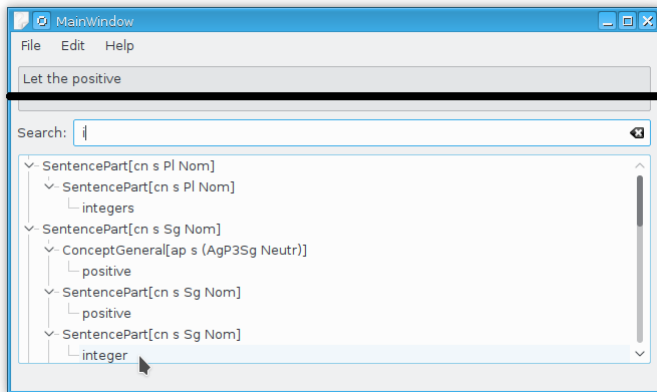 MainWindow
File Edit Help
Let the positive
Search: i
SentencePart[cn s Pl Nom]
SentencePart[cn s Pl Nom]
integers
SentencePart[cn s Sg Nom]
ConceptGeneral[ap s (AgP3Sg Neutr)]
positive
SentencePart[cn s Sg Nom]
positive
SentencePart[cn s Sg Nom]
integer